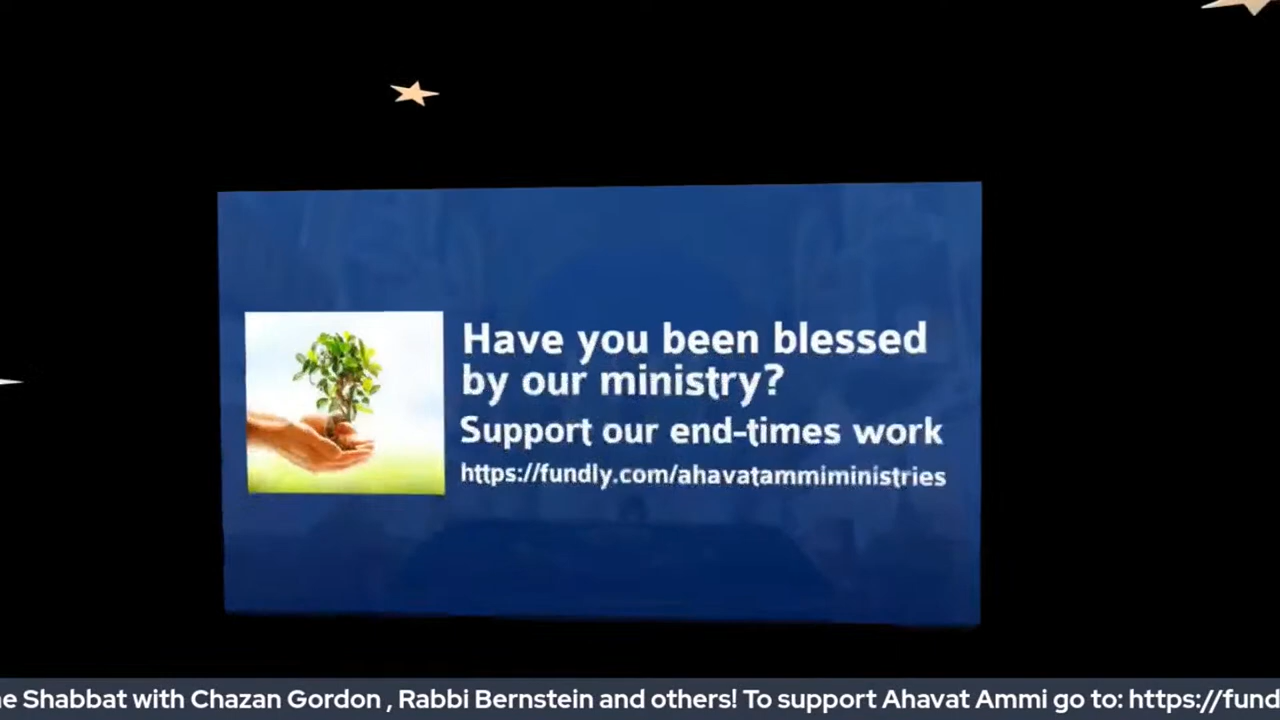 Have you been blessed
by our ministry?
Support our end-times work
https://fundly.com/ahavatammiministries
e Shabbat with Chazan Gordon , Rabbi Bernstein and others! To support Ahavat Ammi go to: https://fund